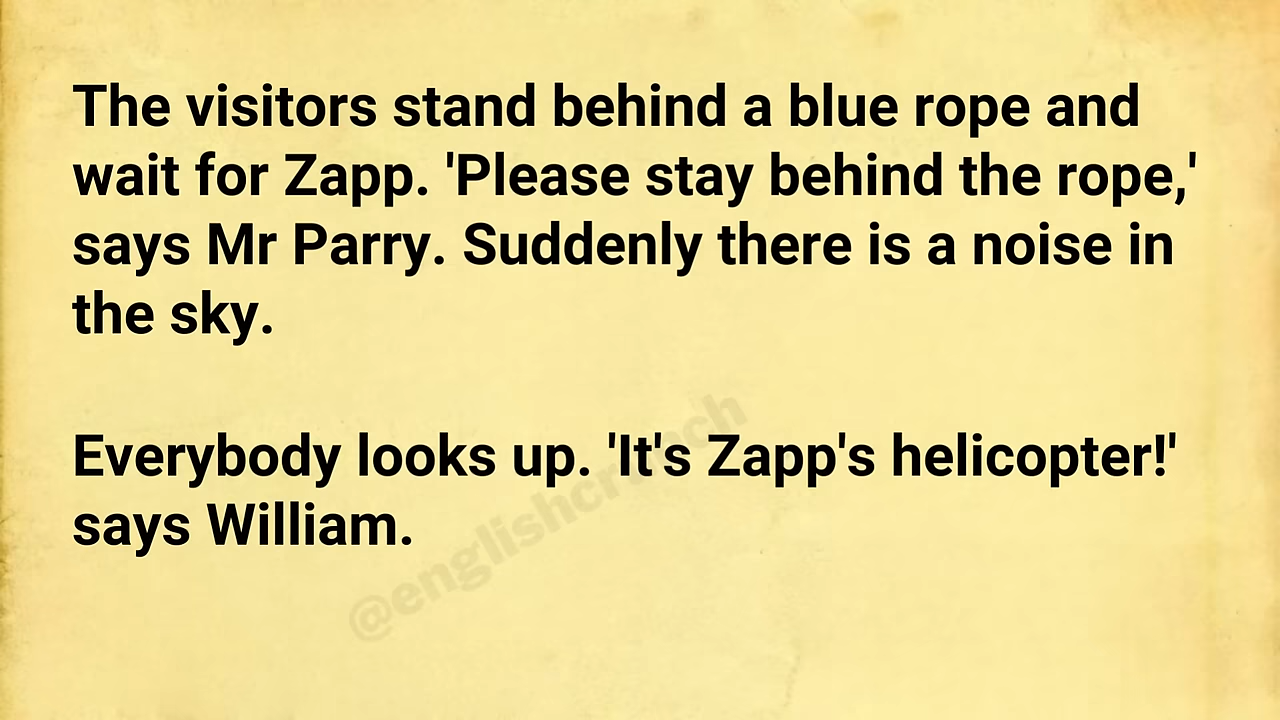 The visitors stand behind a blue rope and
wait for Zapp. 'Please stay behind the rope,'
says Mr Parry. Suddenly there is a noise in
the sky.
Everybody looks up. 'It's Zapp's helicopter!'
says William.